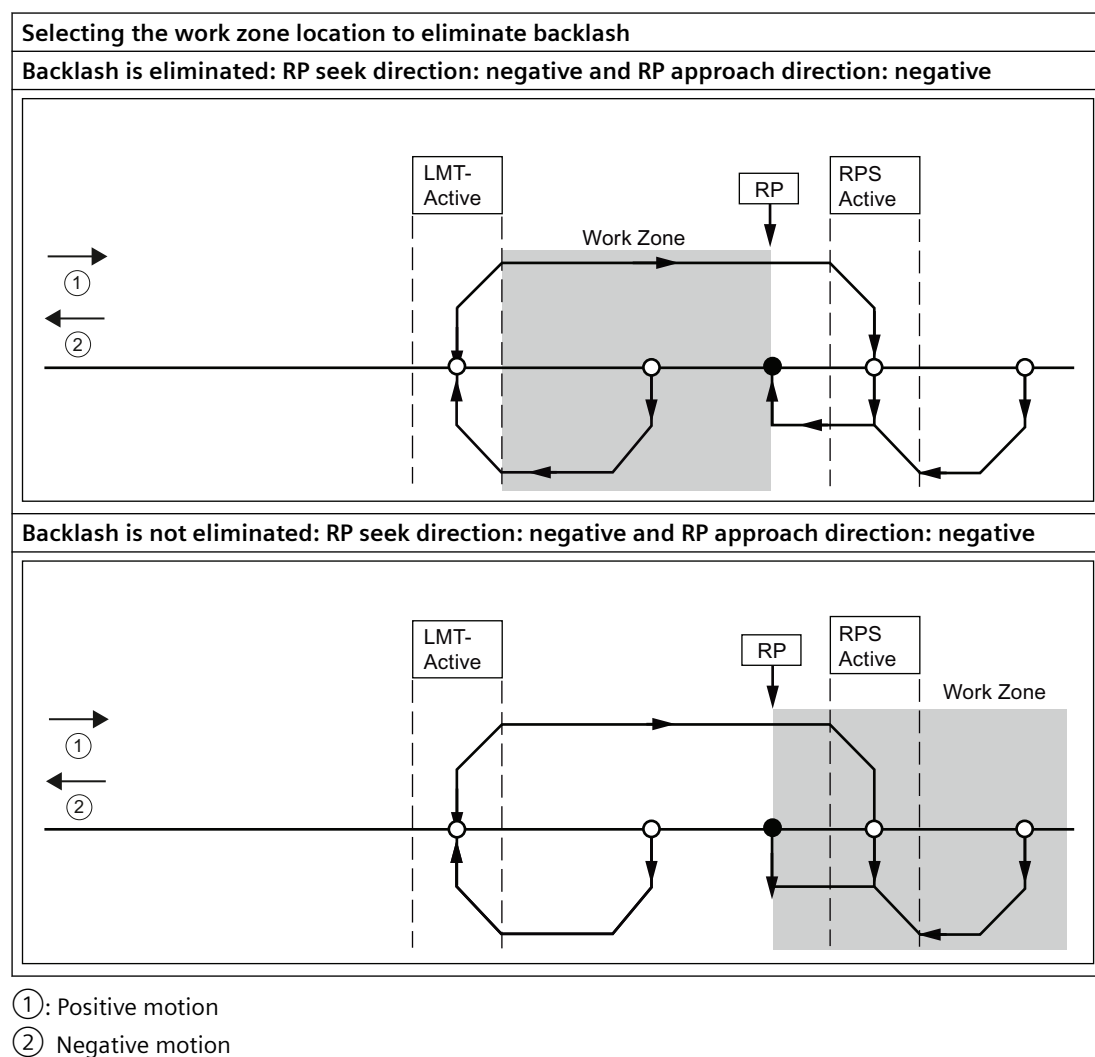 Selecting the work zone location to eliminate backlash
Backlash is eliminated: RP seek direction: negative and RP approach direction: negative
LMT-
Active
RP
RPS
Active
Work Zone
1
2
Backlash is not eliminated: RP seek direction: negative and RP approach direction: negative
LMT-
Active
RP
RPS
Active
Work Zone
1
2
①: Positive motion
② Negative motion